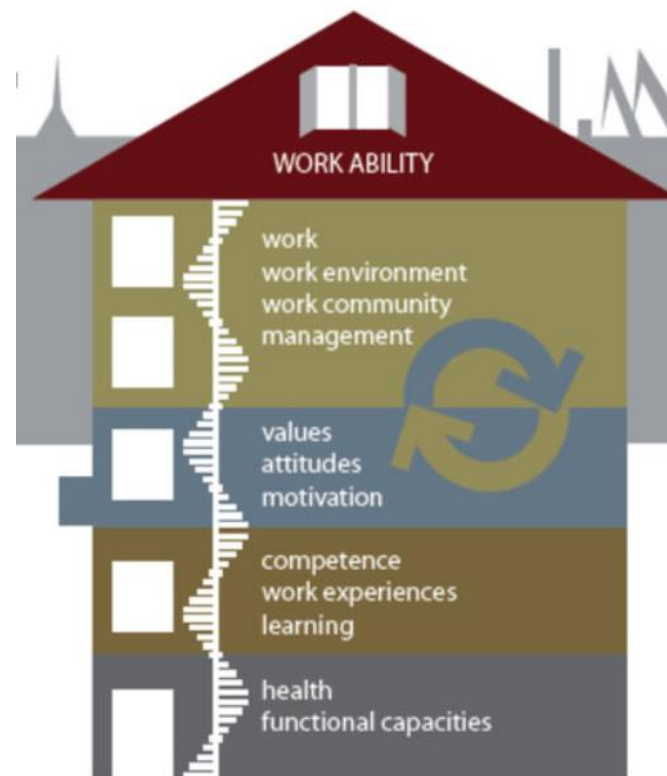 WORK ABILITY
work
work environment
work community
management
values
attitudes
motivation
competence
work experiences
learning
health
functional capacities